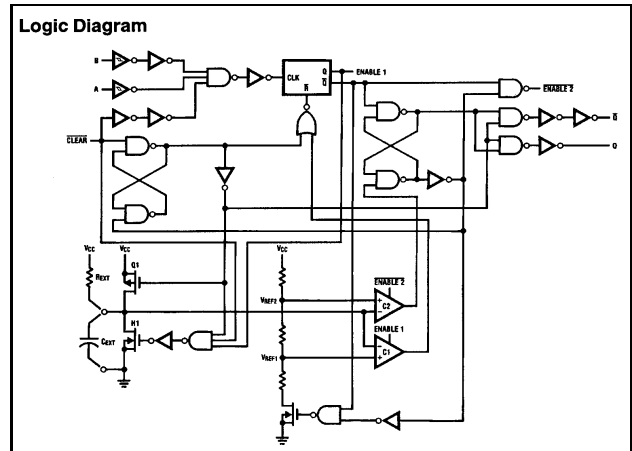 Logic Diagram
B
A
CLEAR
CLK
Q
Q
R
ENABLE 1
ENABLE 2
Q
Q
VCC
VCC
REXT
Q1
CEXT
H1
VCC
VREF2
VREF1
ENABLE 2
+
C2
−
ENABLE 1
−
C1
+